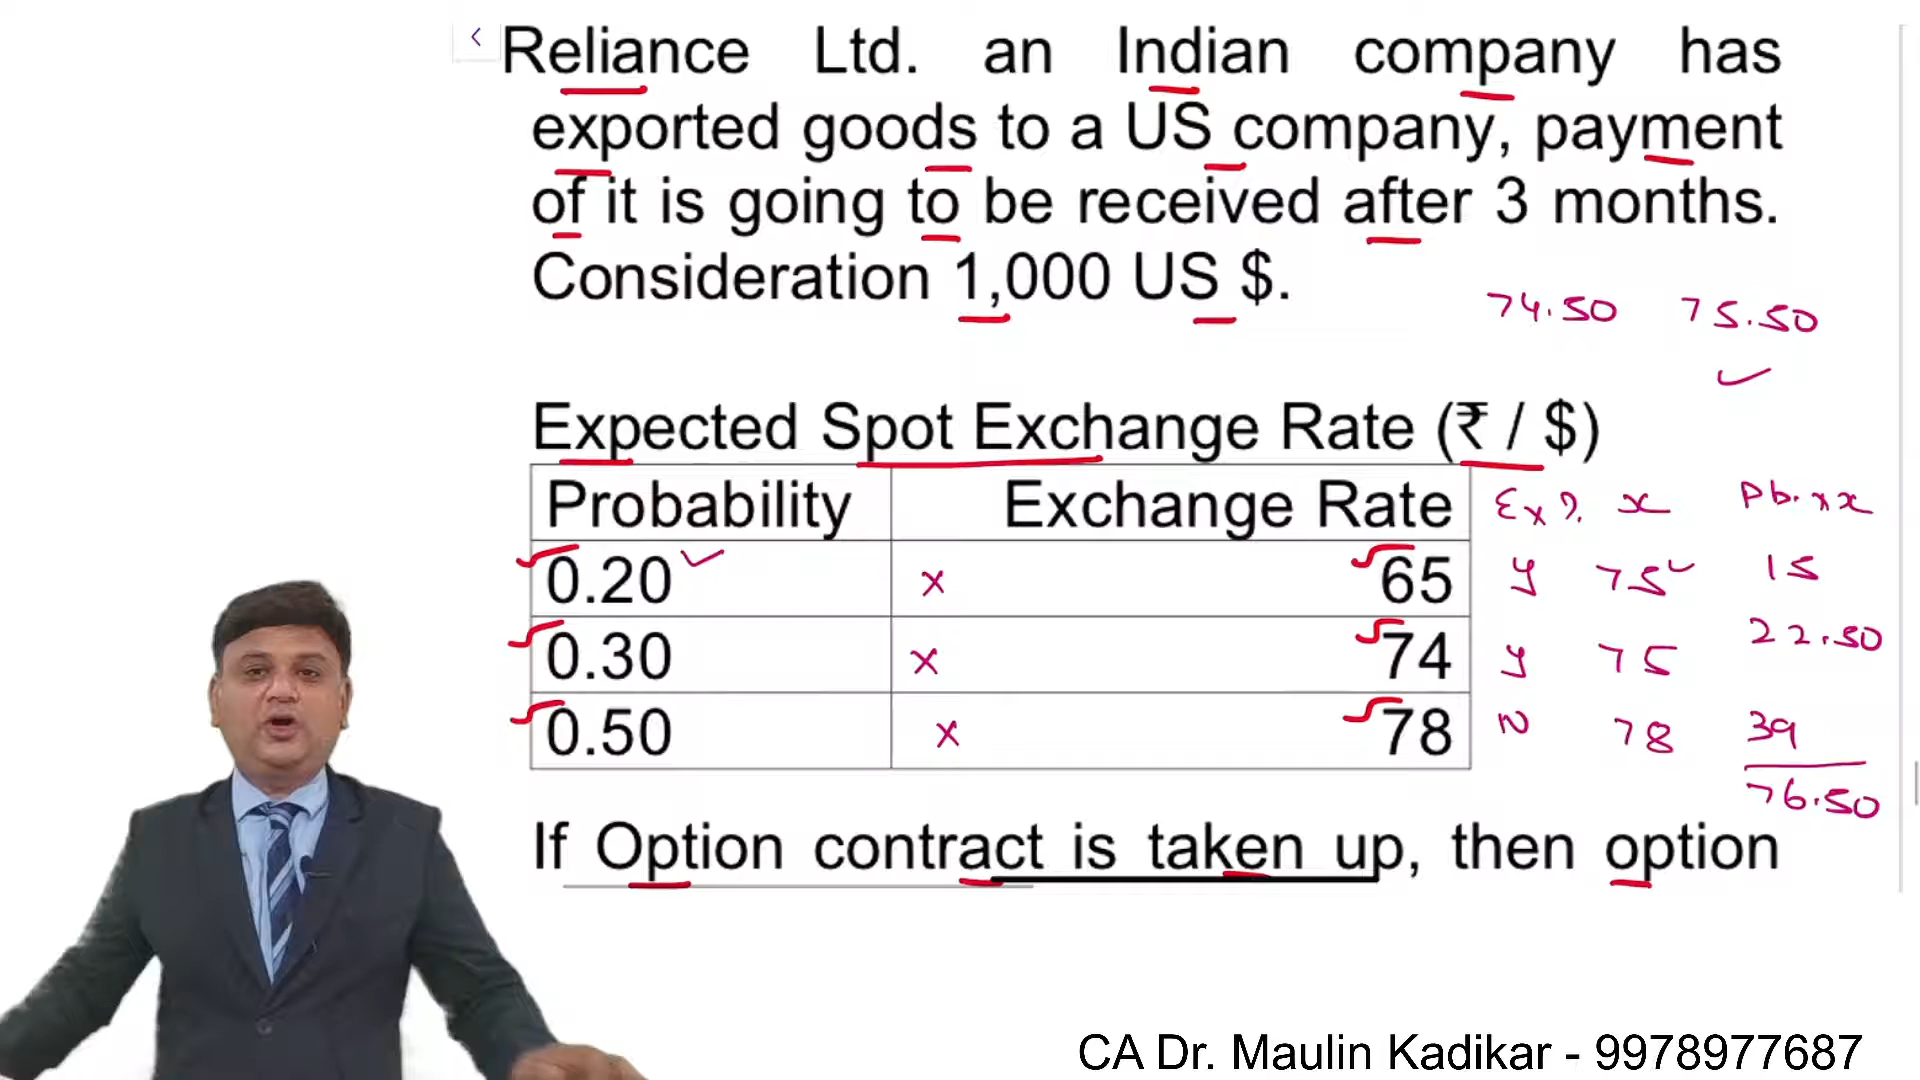 Reliance Ltd. an Indian company has
exported goods to a US company, payment
of it is going to be received after 3 months.
Consideration 1,000 US $.
74.50 75.50
Expected Spot Exchange Rate (₹ / $)
Probability Exchange Rate Ex ?. x Pb. x x
0.20 x 65 y 75 15
0.30 x 74 y 75 22.50
0.50 x 78 N 78 39
76.50
If Option contract is taken up, then option
CA Dr. Maulin Kadikar - 9978977687